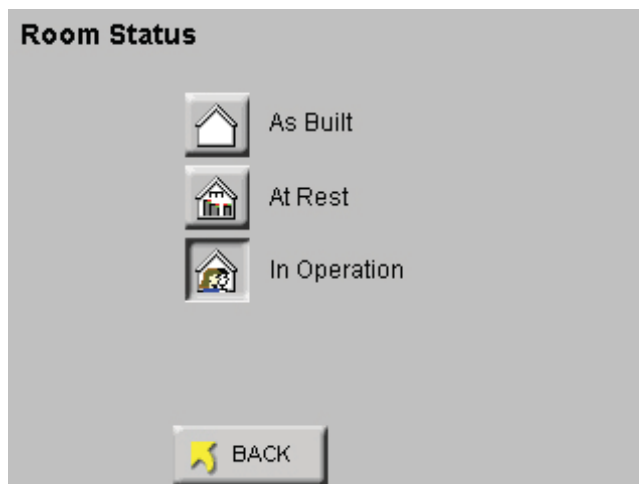 Room Status
As Built
At Rest
In Operation
BACK